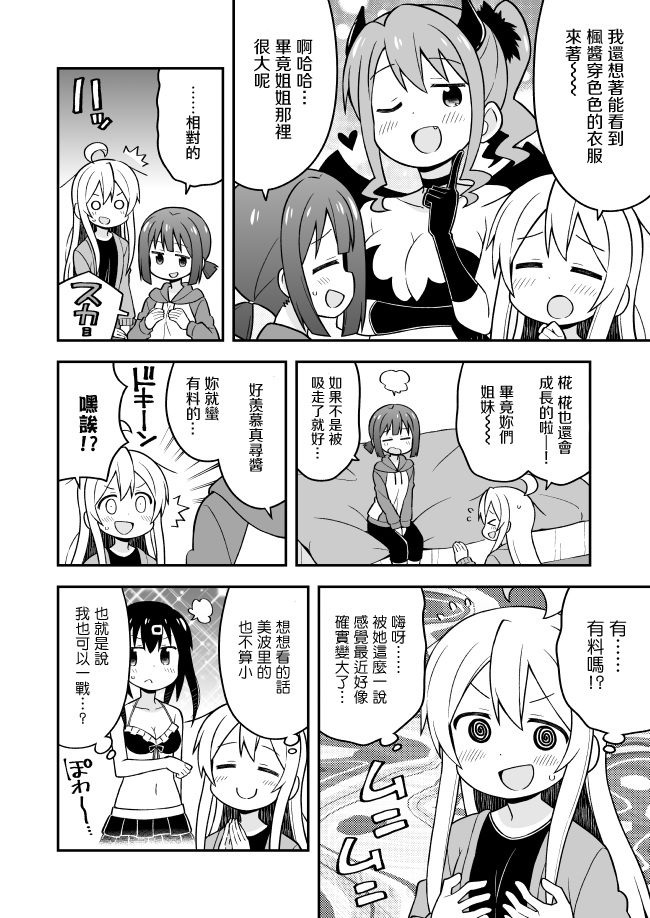 我還想著能看到
楓醬穿色色的衣服
來著～～
啊哈哈…
畢竟姐姐那裡
很大呢
……相對的
ハッ
スカッ
椛 椛也還會
成長的啦—！
畢竟妳們
姐妹～～
如果不是被
吸走了就好…
好羨慕真尋醬
妳就蠻
有料的…
ドキーン
嘿誒!?
有……
有料嗎!?
嗨呀……
被她這麼一說
感覺最近好像
確實變大了…
ムニムニ
想想看的話
美波里的
也不算小
也就是說
我也可以一戰…?
ぽわ～～…